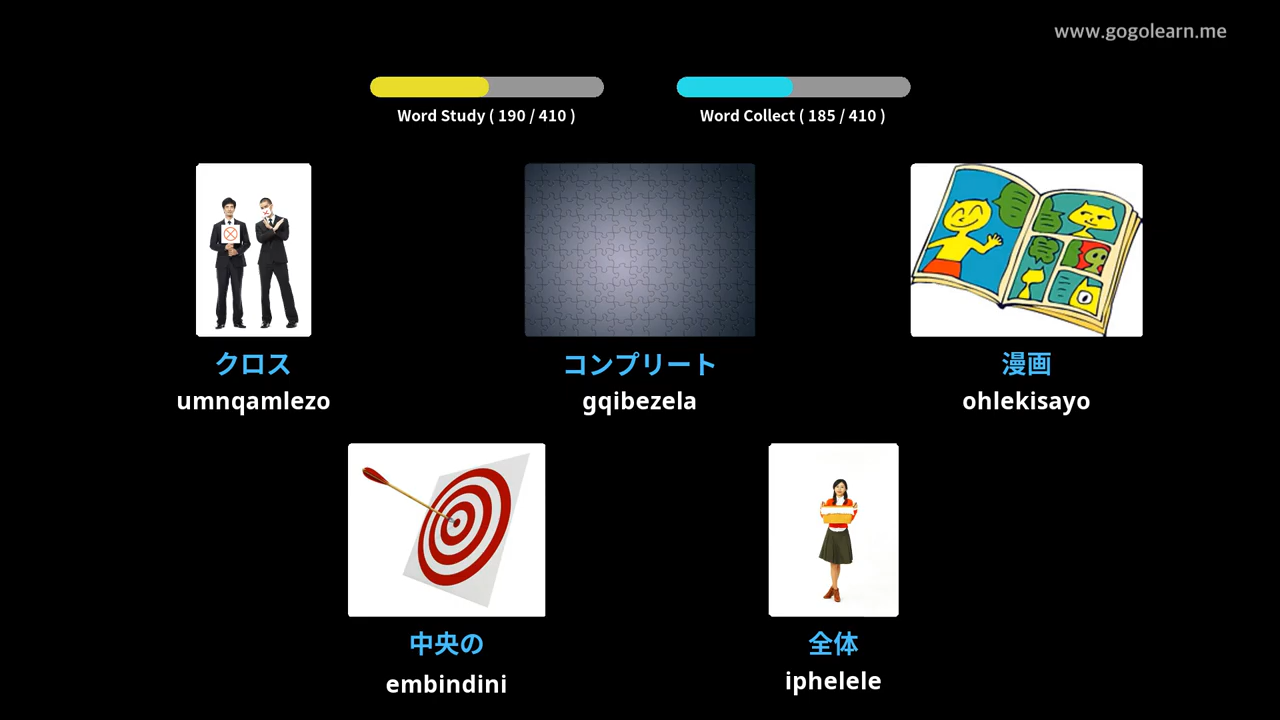 www.gogolearn.me
Word Study ( 190 / 410 )
Word Collect ( 185 / 410 )
クロス
umnqamlezo
コンプリート
gqibezela
漫画
ohlekisayo
中央の
embindini
全体
iphelele